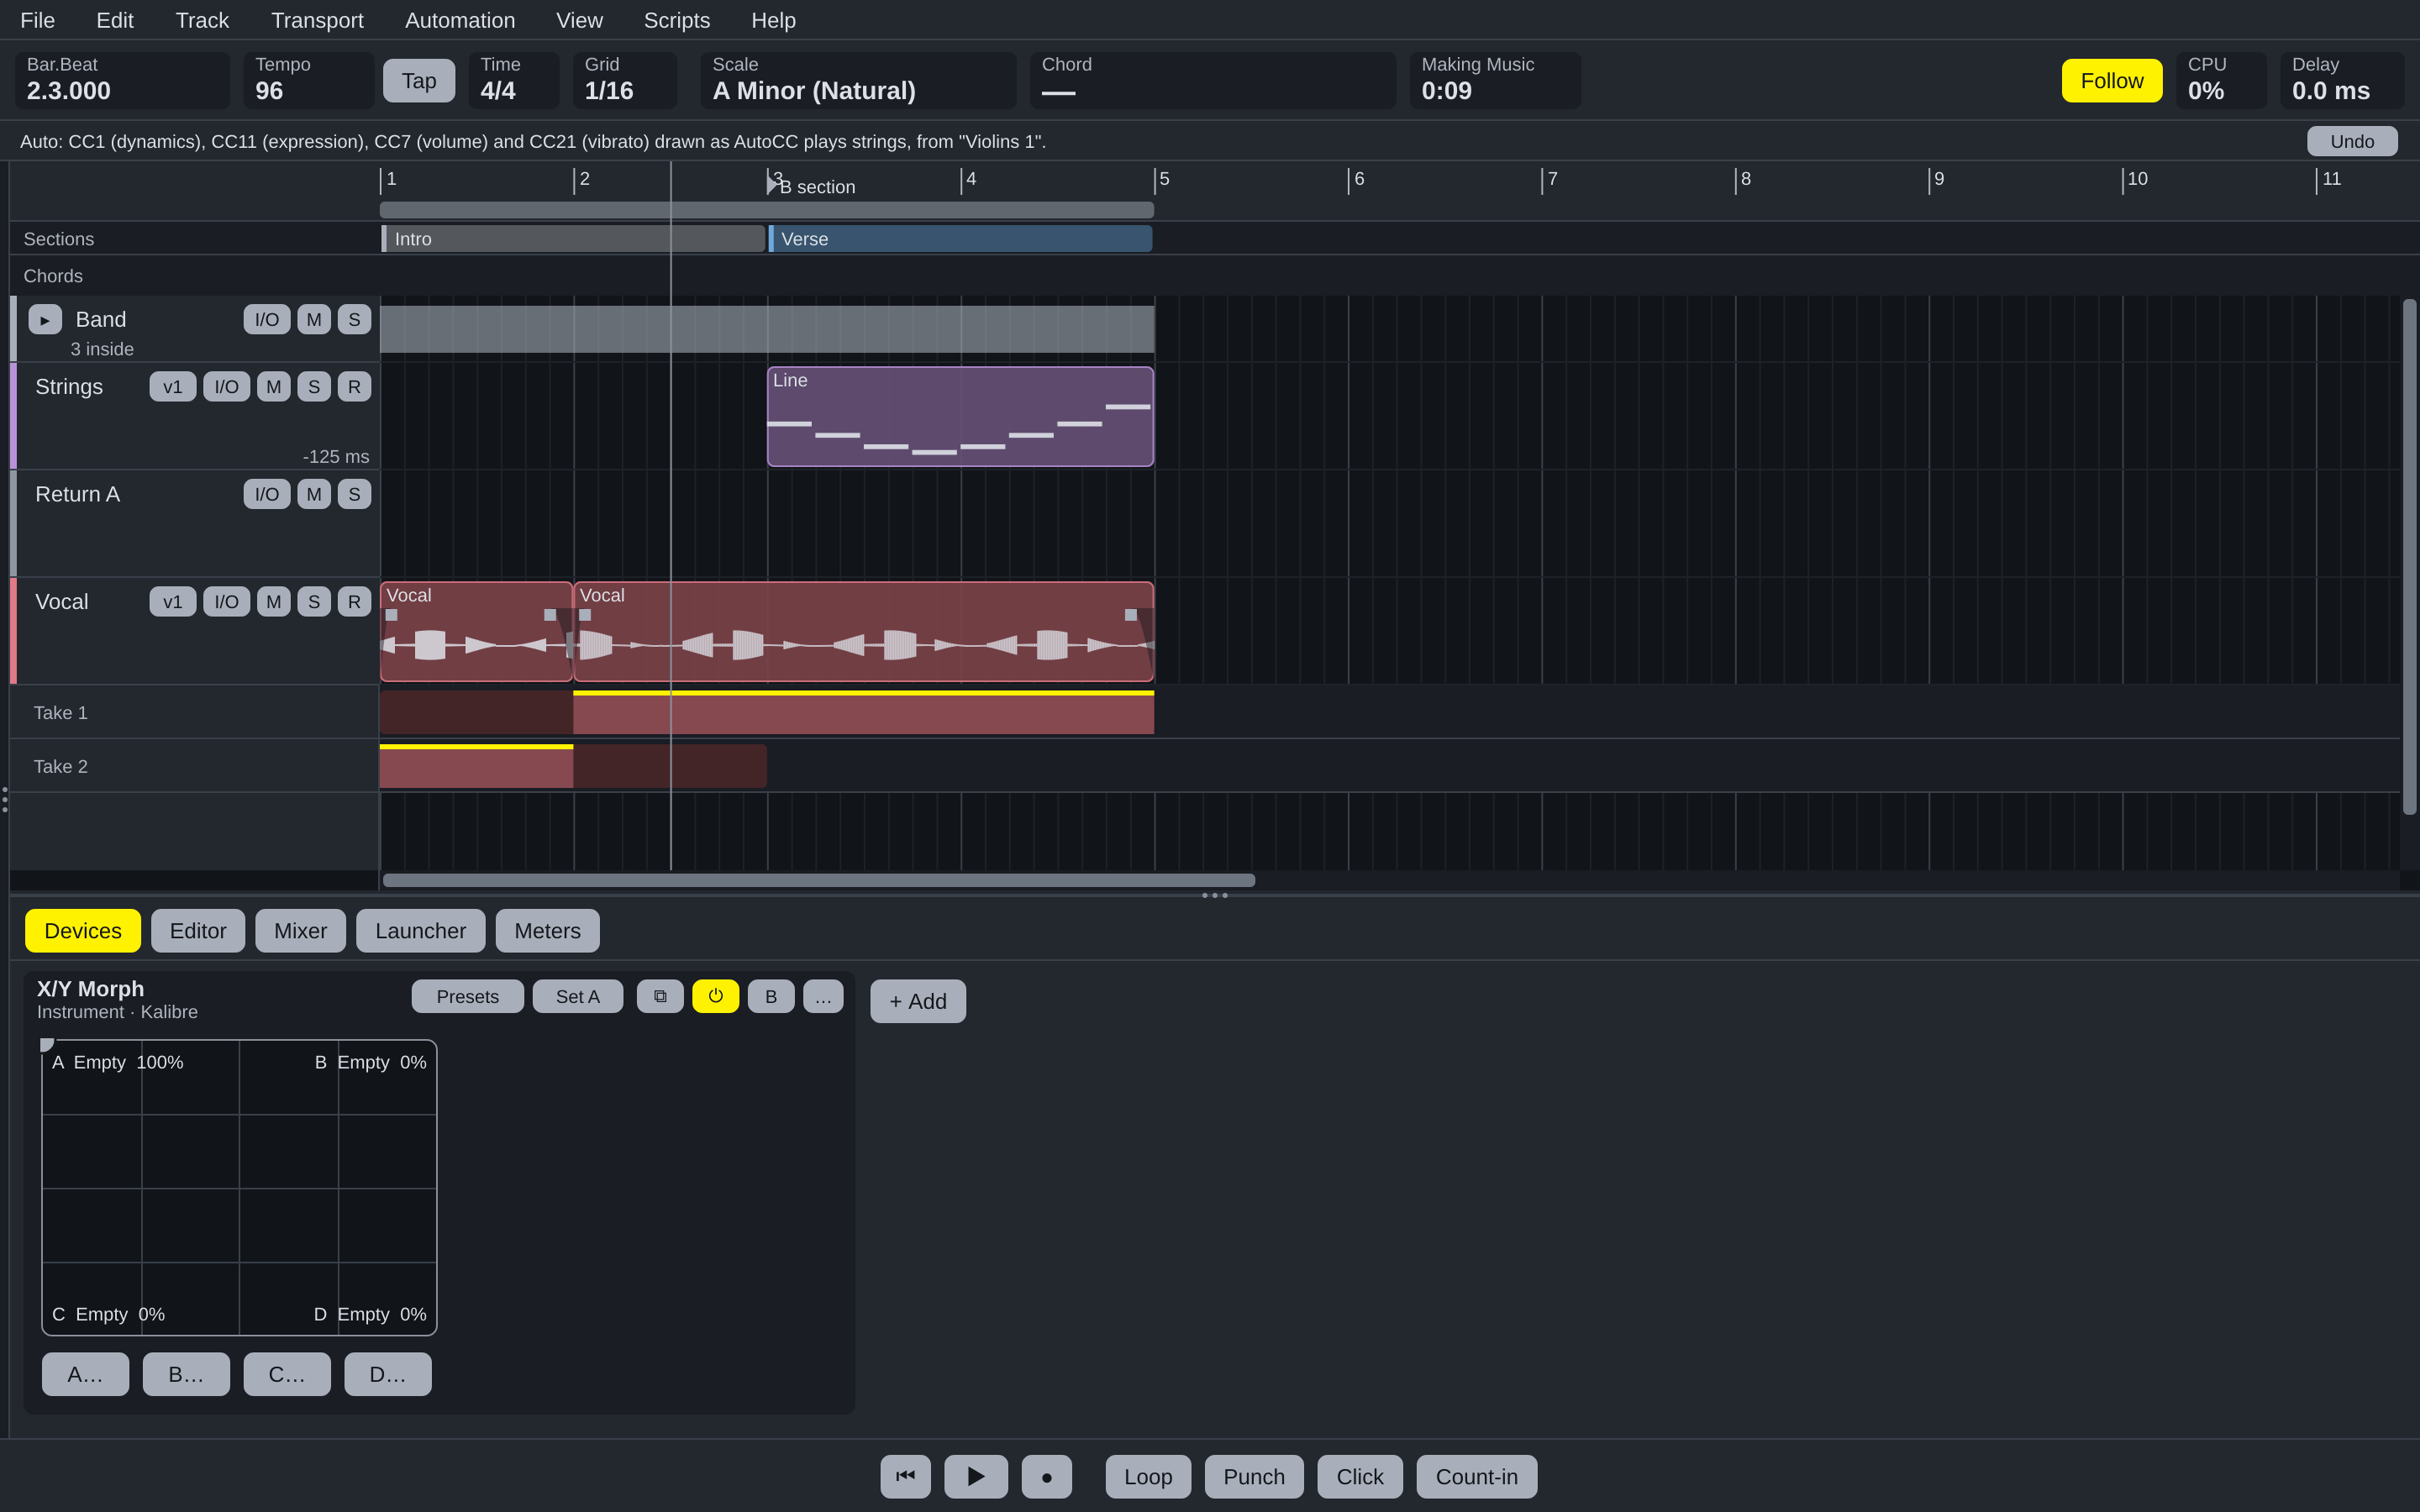 File Edit Track Transport Automation View Scripts Help
Bar.Beat Tempo Time Grid Scale Chord Making Music CPU Delay
2.3.000 96 Tap 4/4 1/16 A Minor (Natural) — 0:09 Follow 0% 0.0 ms
Auto: CC1 (dynamics), CC11 (expression), CC7 (volume) and CC21 (vibrato) drawn as AutoCC plays strings, from "Violins 1". Undo
1 2 3 B section 4 5 6 7 8 9 10 11
Sections Intro Verse
Chords
Band I/O M S
3 inside
Strings v1 I/O M S R Line
-125 ms
Return A I/O M S
Vocal v1 I/O M S R Vocal Vocal
Take 1
Take 2
Devices Editor Mixer Launcher Meters
X/Y Morph Presets Set A B … + Add
Instrument · Kalibre
A Empty 100% B Empty 0%
C Empty 0% D Empty 0%
A… B… C… D…
Loop Punch Click Count-in